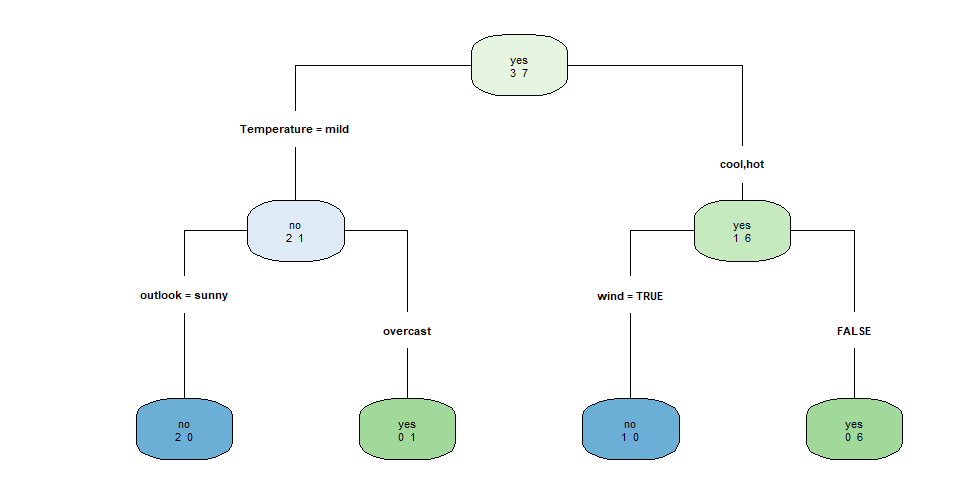 yes
3 7
Temperature = mild
cool,hot
no
2 1
yes
1 6
outlook = sunny
overcast
wind = TRUE
FALSE
no
2 0
yes
0 1
no
1 0
yes
0 6